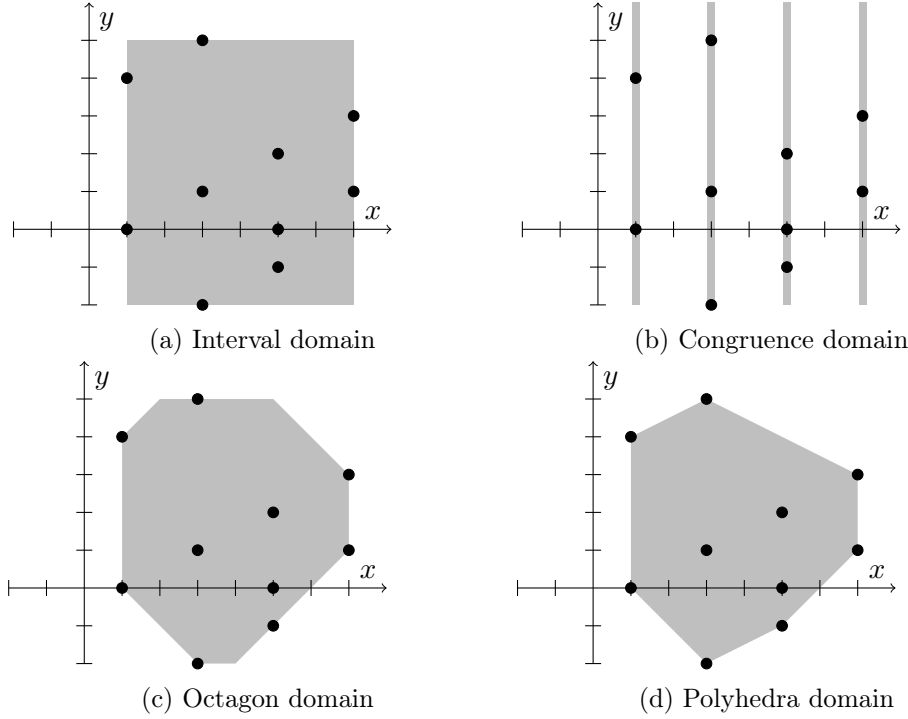 y
y
x
x
(a) Interval domain
(b) Congruence domain
y
y
x
x
(c) Octagon domain
(d) Polyhedra domain